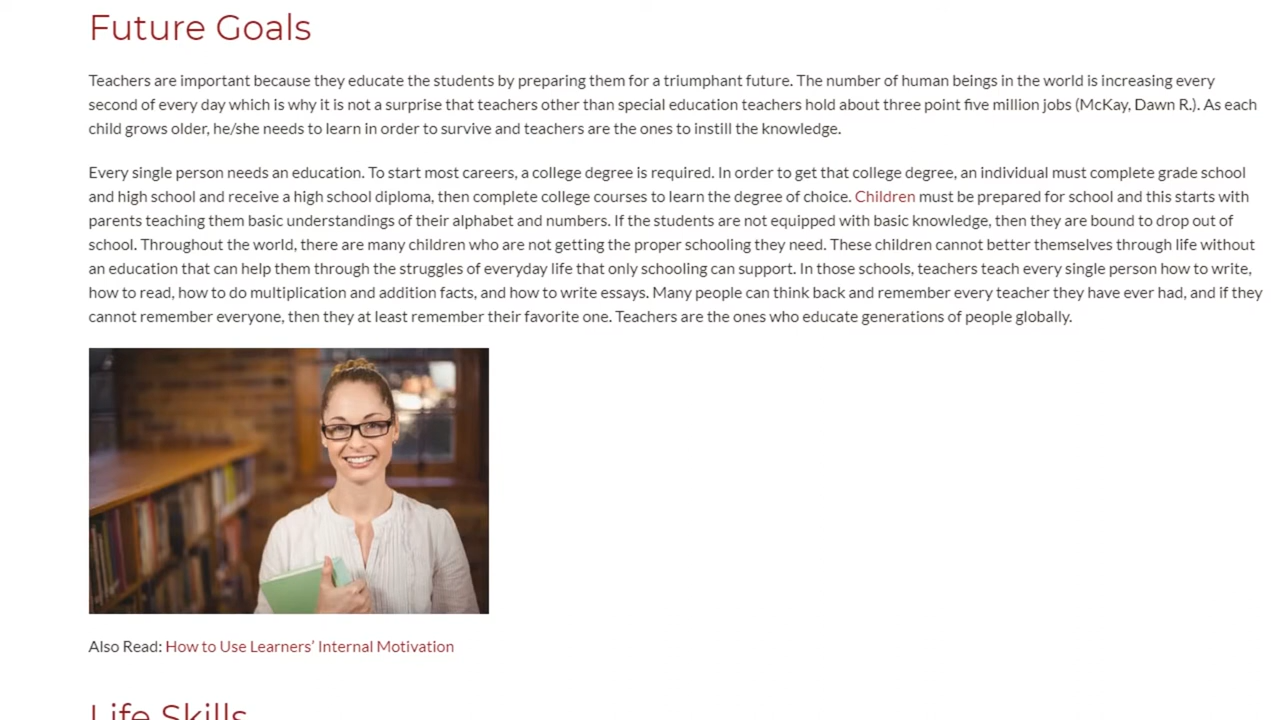 Future Goals
Teachers are important because they educate the students by preparing them for a triumphant future. The number of human beings in the world is increasing every
second of every day which is why it is not a surprise that teachers other than special education teachers hold about three point five million jobs (McKay, Dawn R.). As each
child grows older, he/she needs to learn in order to survive and teachers are the ones to instill the knowledge.
Every single person needs an education. To start most careers, a college degree is required. In order to get that college degree, an individual must complete grade school
and high school and receive a high school diploma, then complete college courses to learn the degree of choice. Children must be prepared for school and this starts with
parents teaching them basic understandings of their alphabet and numbers. If the students are not equipped with basic knowledge, then they are bound to drop out of
school. Throughout the world, there are many children who are not getting the proper schooling they need. These children cannot better themselves through life without
an education that can help them through the struggles of everyday life that only schooling can support. In those schools, teachers teach every single person how to write,
how to read, how to do multiplication and addition facts, and how to write essays. Many people can think back and remember every teacher they have ever had, and if they
cannot remember everyone, then they at least remember their favorite one. Teachers are the ones who educate generations of people globally.
Also Read: How to Use Learners’ Internal Motivation
Life Skills